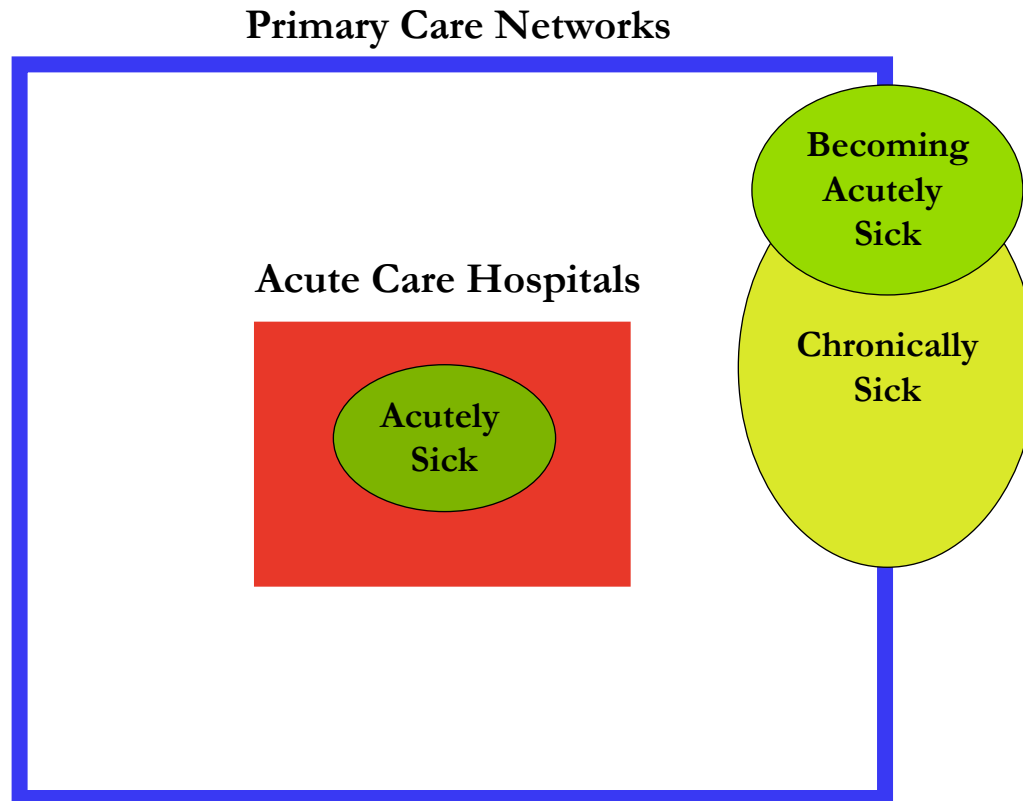 Primary Care Networks
Becoming
Acutely
Sick
Acute Care Hospitals
Chronically
Sick
Acutely
Sick